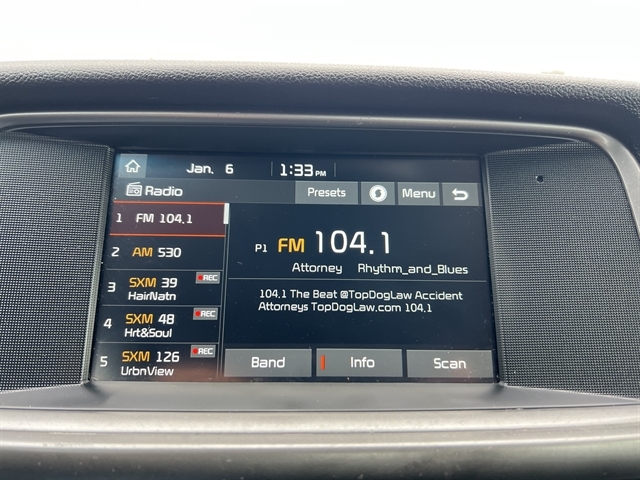 Jan. 6
1:33 PM
Radio
Presets
Menu
1 FM 104.1
2 AM 530
3 SXM 39 REC
HairNatn
4 SXM 48 REC
Hrt&Soul
5 SXM 126 REC
UrbnView
P1 FM 104.1
Attorney Rhythm_and_Blues
104.1 The Beat @TopDogLaw Accident
Attorneys TopDogLaw.com 104.1
Band
Info
Scan